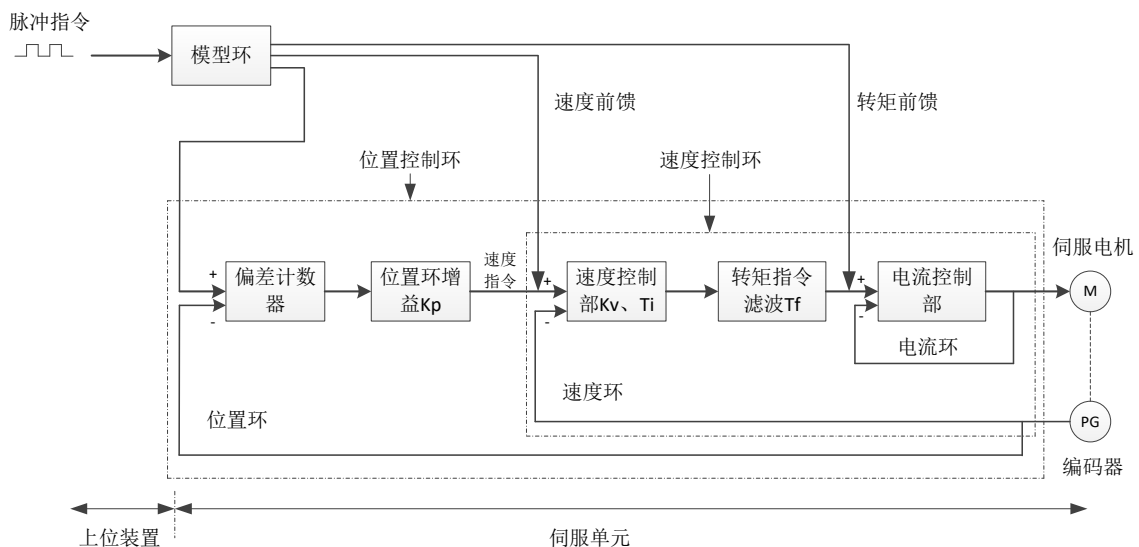 脉冲指令
模型环
速度前馈
转矩前馈
位置控制环
速度控制环
伺服电机
+
偏差计数
器
-
位置环增
益Kp
速度
指令
+
速度控制
部Kv、Ti
-
转矩指令
滤波Tf
+
电流控制
部
-
M
电流环
速度环
位置环
PG
编码器
上位装置
伺服单元